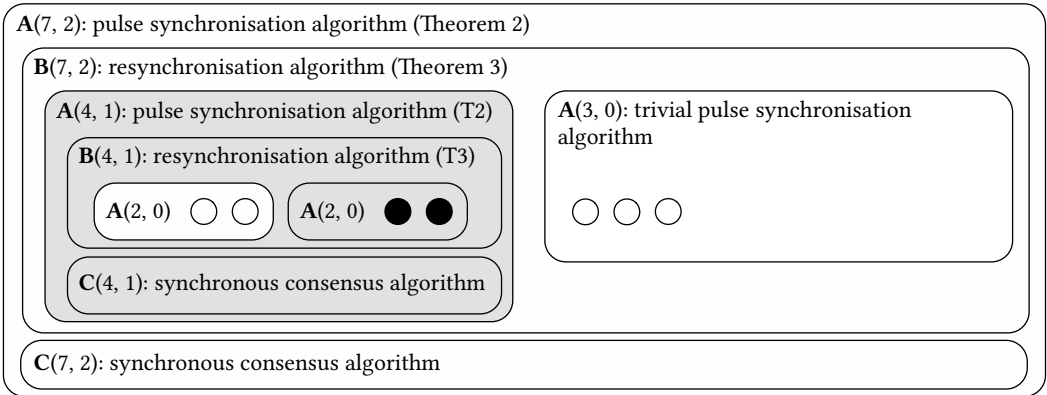 A(7, 2): pulse synchronisation algorithm (Theorem 2)
B(7, 2): resynchronisation algorithm (Theorem 3)
A(4, 1): pulse synchronisation algorithm (T2)
B(4, 1): resynchronisation algorithm (T3)
A(2, 0)
A(2, 0)
C(4, 1): synchronous consensus algorithm
A(3, 0): trivial pulse synchronisation
algorithm
C(7, 2): synchronous consensus algorithm